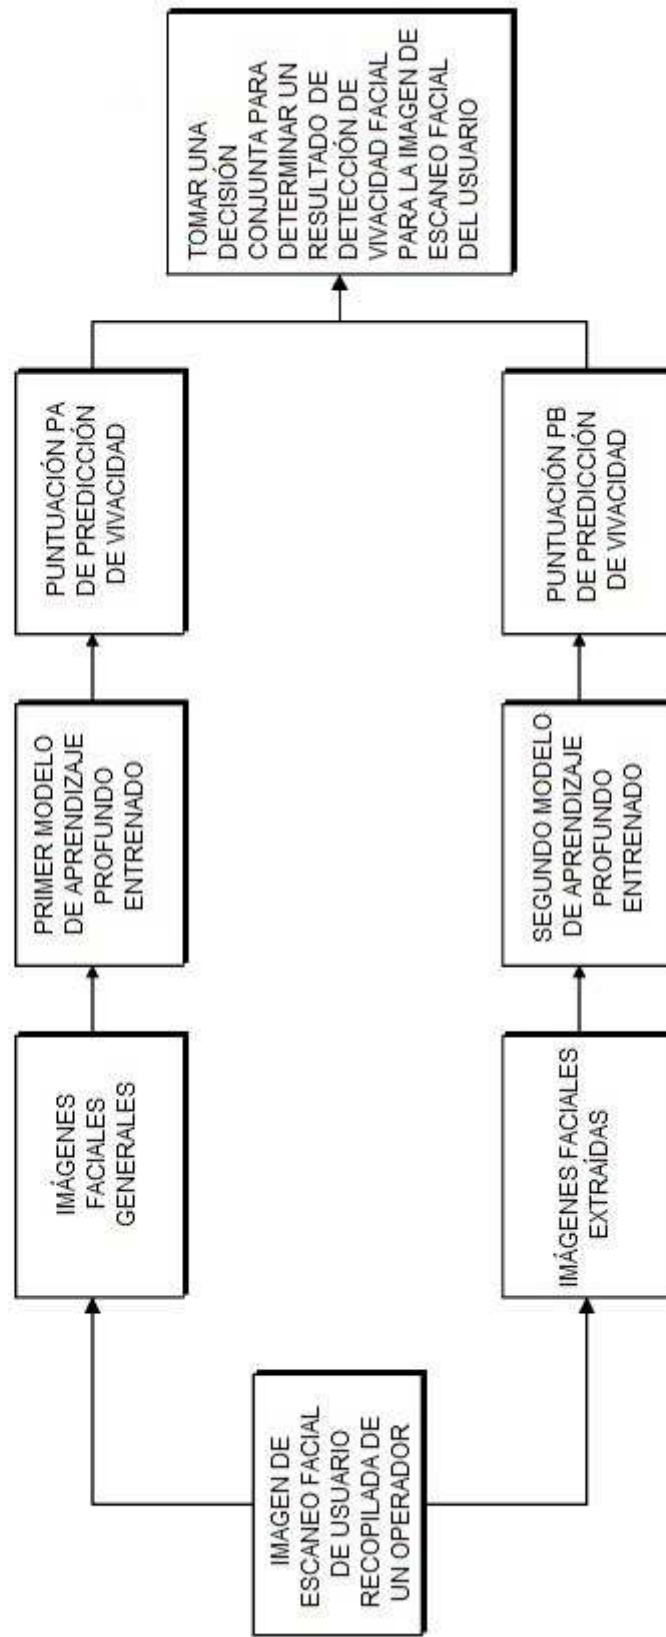 IMAGEN DE
ESCANEO FACIAL
DE USUARIO
RECOPILADA DE
UN OPERADOR
IMÁGENES
FACIALES
GENERALES
PRIMER MODELO
DE APRENDIZAJE
PROFUNDO
ENTRENADO
PUNTUACIÓN PA
DE PREDICCIÓN
DE VIVACIDAD
IMÁGENES FACIALES
EXTRAÍDAS
SEGUNDO MODELO
DE APRENDIZAJE
PROFUNDO
ENTRENADO
PUNTUACIÓN PB
DE PREDICCIÓN
DE VIVACIDAD
TOMAR UNA
DECISIÓN
CONJUNTA PARA
DETERMINAR UN
RESULTADO DE
DETECCIÓN DE
VIVACIDAD FACIAL
PARA LA IMAGEN DE
ESCANEO FACIAL
DEL USUARIO